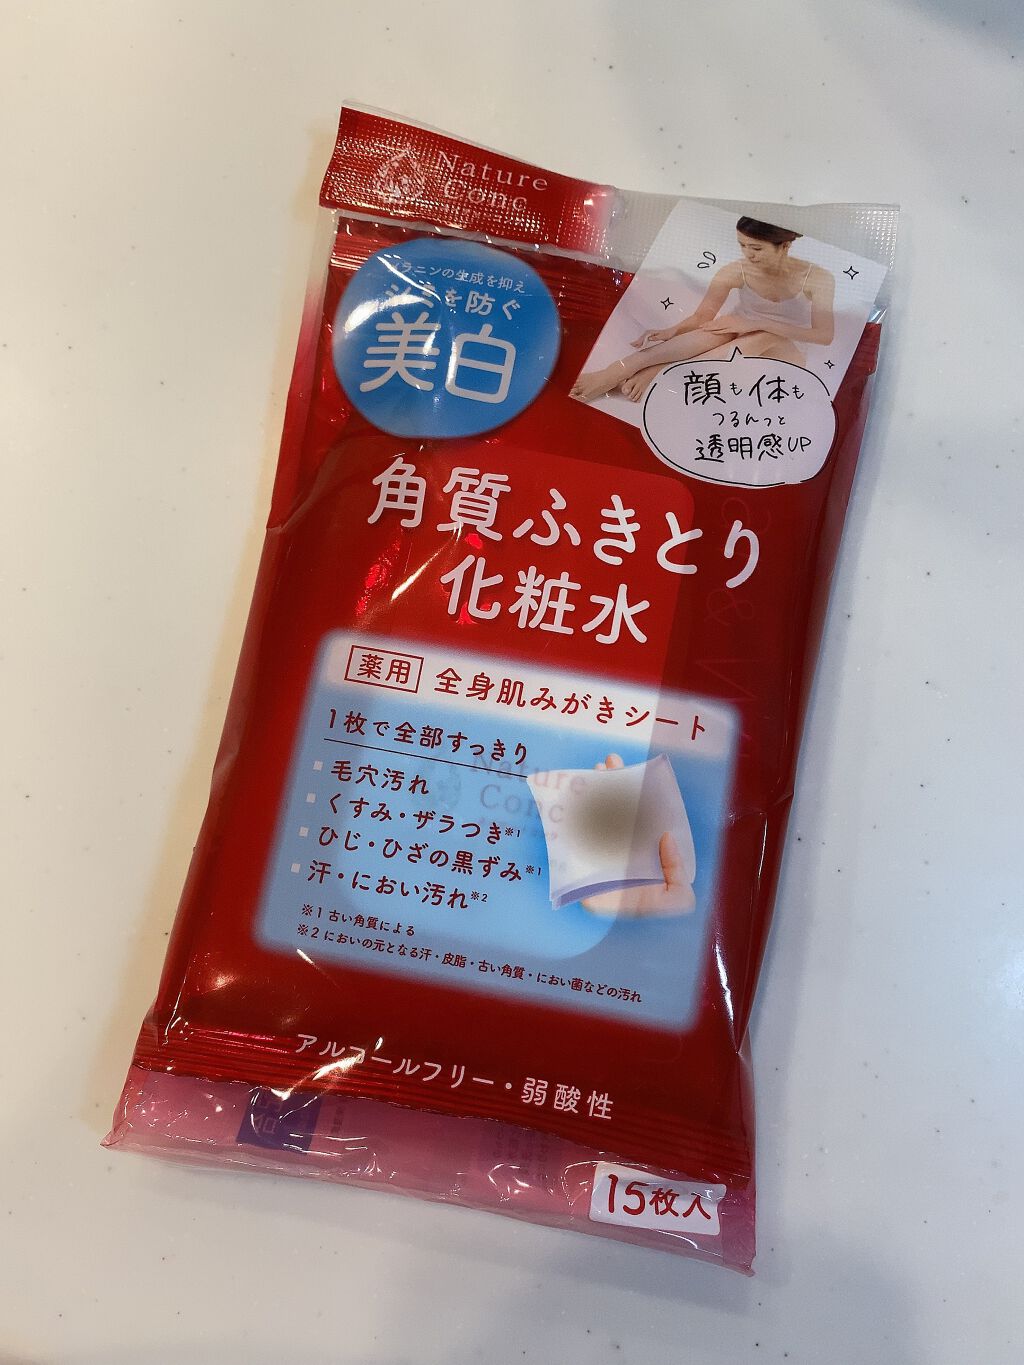 Nature
Conc
メラニンの生成を抑え
シミを防ぐ
美白
顔も体も
つるんっと
透明感UP
角質ふきとり
化粧水
薬用 全身肌みがきシート
1枚で全部すっきり
毛穴汚れ
くすみ・ザラつき※1
ひじ・ひざの黒ずみ※1
汗・におい汚れ※2
※1 古い角質による
※2 においの元となる汗・皮脂・古い角質・におい菌などの汚れ
Nature
Conc
アルコールフリー・弱酸性
15枚入